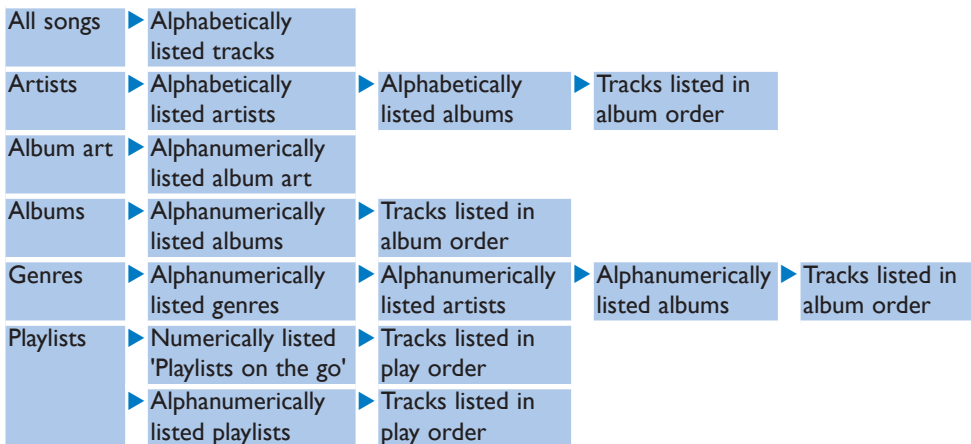 All songs
Alphabetically
listed tracks
Artists
Alphabetically
listed artists
Alphabetically
listed albums
Tracks listed in
album order
Album art
Alphanumerically
listed album art
Albums
Alphanumerically
listed albums
Tracks listed in
album order
Genres
Alphanumerically
listed genres
Alphanumerically
listed artists
Alphanumerically
listed albums
Tracks listed in
album order
Playlists
Numerically listed
'Playlists on the go'
Tracks listed in
play order
Alphanumerically
listed playlists
Tracks listed in
play order